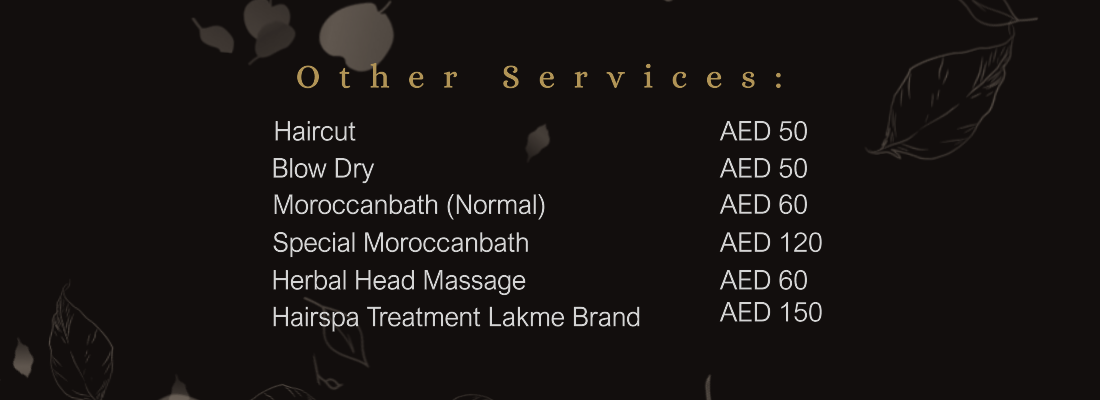 Other Services:
Haircut AED 50
Blow Dry AED 50
Moroccanbath (Normal) AED 60
Special Moroccanbath AED 120
Herbal Head Massage AED 60
Hairspa Treatment Lakme Brand AED 150